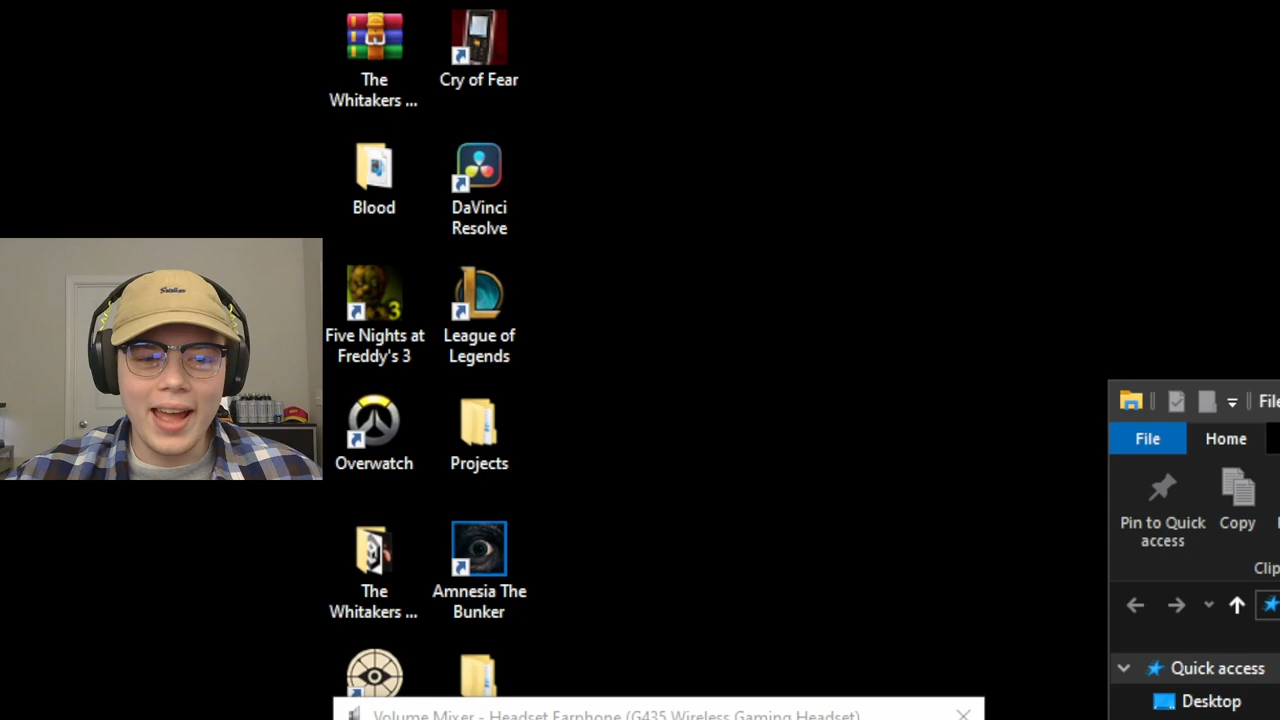 The
Whitakers ...
Cry of Fear
Blood
DaVinci
Resolve
3
Five Nights at
Freddy's 3
League of
Legends
Overwatch
Projects
The
Whitakers ...
Amnesia The
Bunker
Volume Mixer - Headset Earphone (G435 Wireless Gaming Headset)
File
File
Home
Pin to Quick
access
Copy
Clip
Quick access
Desktop